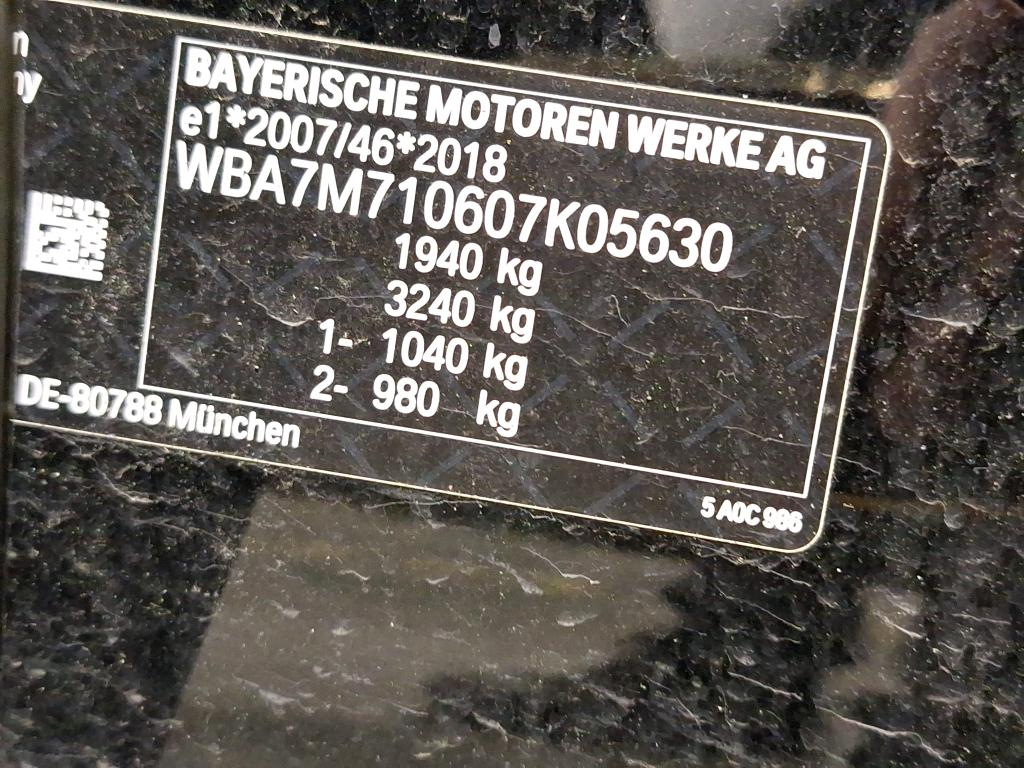 BAYERISCHE MOTOREN WERKE AG
e1*2007/46*2018
WBA7M710607K05630
1940 kg
3240 kg
1- 1040 kg
2- 980 kg
DE-80788 München
5 A0C 986